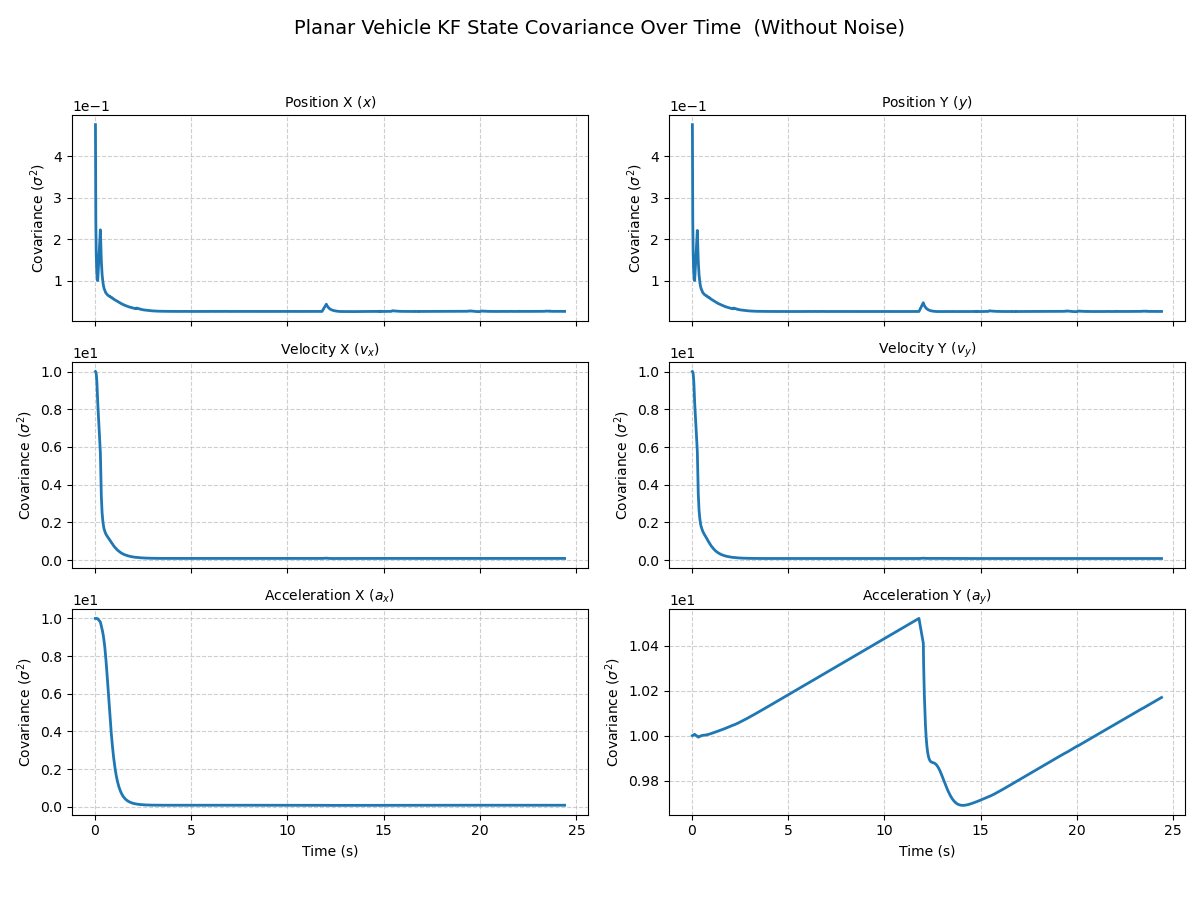 Planar Vehicle KF State Covariance Over Time (Without Noise)
1e−1
Position X (x)
4
3
2
1
Covariance (σ²)
1e−1
Position Y (y)
4
3
2
1
Covariance (σ²)
1e1
Velocity X (vₓ)
1.0
0.8
0.6
0.4
0.2
0.0
Covariance (σ²)
1e1
Velocity Y (v_y)
1.0
0.8
0.6
0.4
0.2
0.0
Covariance (σ²)
1e1
Acceleration X (aₓ)
1.0
0.8
0.6
0.4
0.2
0.0
Covariance (σ²)
0 5 10 15 20 25
Time (s)
1e1
Acceleration Y (a_y)
1.04
1.02
1.00
0.98
Covariance (σ²)
0 5 10 15 20 25
Time (s)